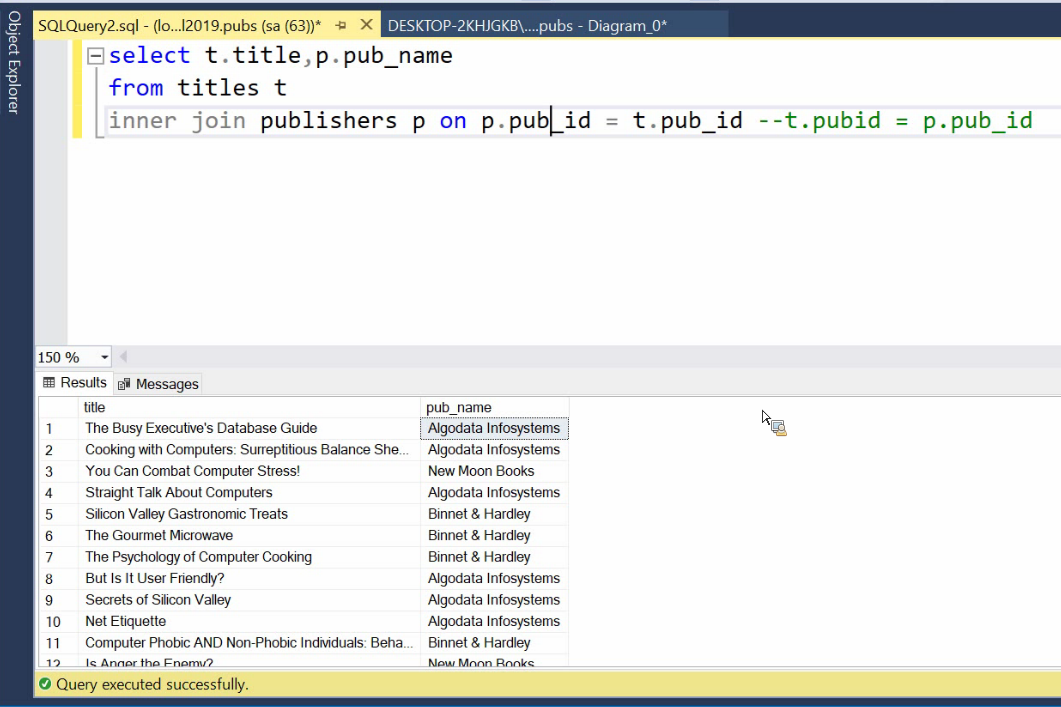 Object Explorer
SQLQuery2.sql - (lo...l2019.pubs (sa (63))* DESKTOP-2KHJGKB\....pubs - Diagram_0*
select t.title,p.pub_name
from titles t
inner join publishers p on p.pub_id = t.pub_id --t.pubid = p.pub_id
150 %
Results Messages
title pub_name
1 The Busy Executive's Database Guide Algodata Infosystems
2 Cooking with Computers: Surreptitious Balance She... Algodata Infosystems
3 You Can Combat Computer Stress! New Moon Books
4 Straight Talk About Computers Algodata Infosystems
5 Silicon Valley Gastronomic Treats Binnet & Hardley
6 The Gourmet Microwave Binnet & Hardley
7 The Psychology of Computer Cooking Binnet & Hardley
8 But Is It User Friendly? Algodata Infosystems
9 Secrets of Silicon Valley Algodata Infosystems
10 Net Etiquette Algodata Infosystems
11 Computer Phobic AND Non-Phobic Individuals: Beha... Binnet & Hardley
12 Is Anger the Enemy? New Moon Books
Query executed successfully.